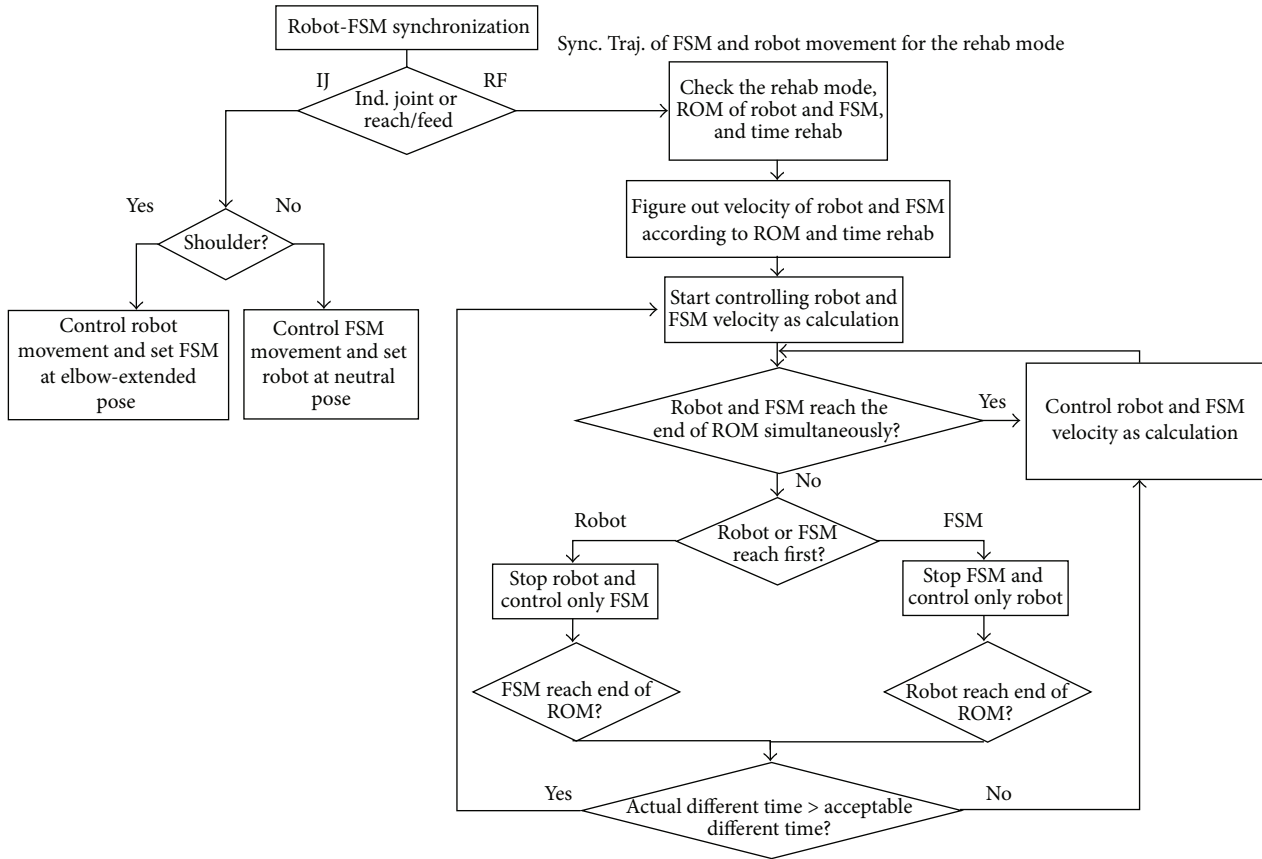 Robot-FSM synchronization
Sync. Traj. of FSM and robot movement for the rehab mode
IJ
RF
Ind. joint or
reach/feed
Check the rehab mode,
ROM of robot and FSM,
and time rehab
Yes
No
Shoulder?
Figure out velocity of robot and FSM
according to ROM and time rehab
Control robot
movement and set FSM
at elbow-extended
pose
Control FSM
movement and set
robot at neutral
pose
Start controlling robot and
FSM velocity as calculation
Robot and FSM reach the
end of ROM simultaneously?
Yes
Control robot and FSM
velocity as calculation
No
Robot
FSM
Robot or FSM
reach first?
Stop robot and
control only FSM
Stop FSM and
control only robot
FSM reach end of
ROM?
Robot reach end of
ROM?
Yes
No
Actual different time > acceptable
different time?